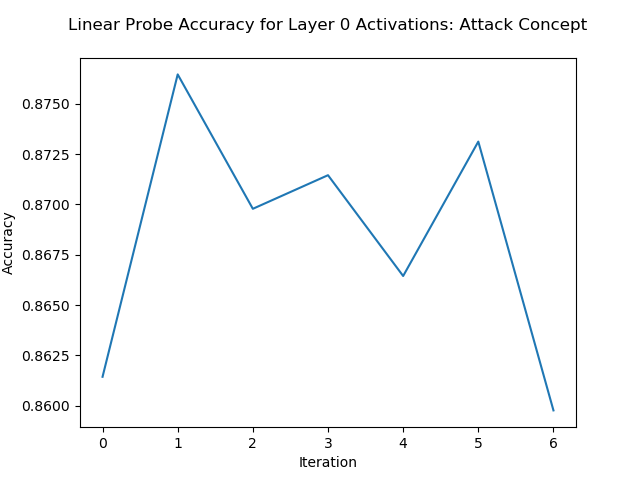 Linear Probe Accuracy for Layer 0 Activations: Attack Concept
0.8750
0.8725
0.8700
0.8675
0.8650
0.8625
0.8600
Accuracy
0 1 2 3 4 5 6
Iteration